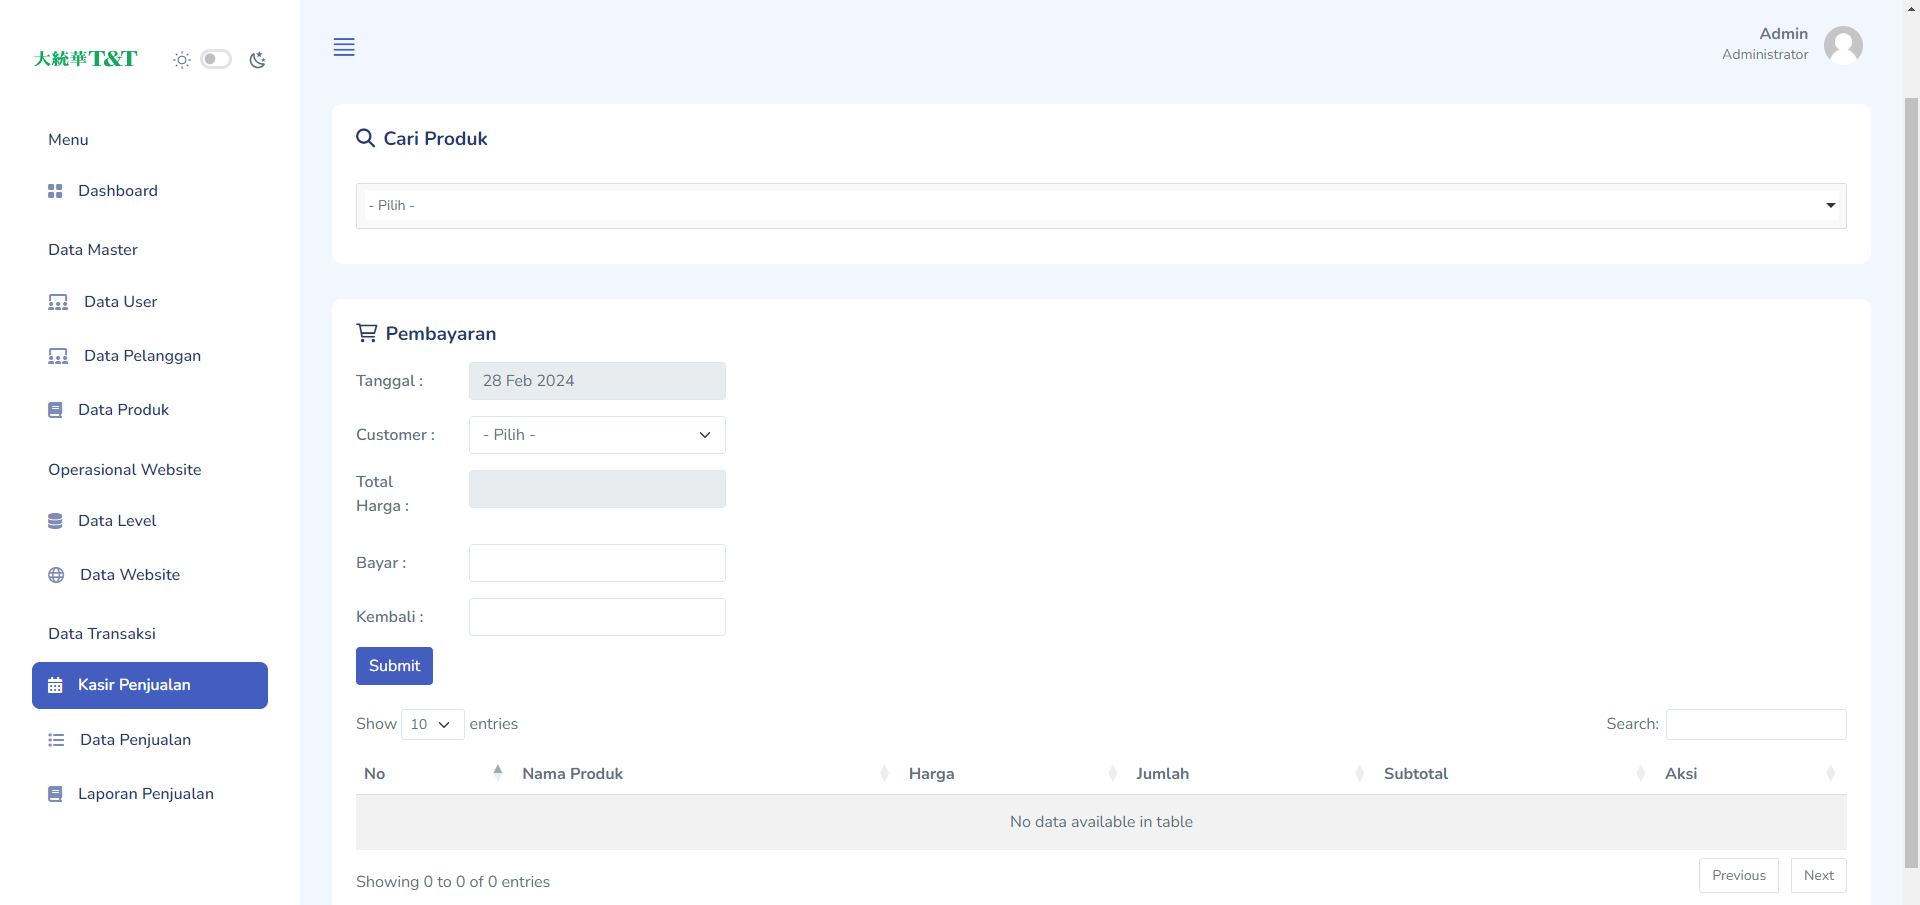 大統華T&T
Menu
Dashboard
Data Master
Data User
Data Pelanggan
Data Produk
Operasional Website
Data Level
Data Website
Data Transaksi
Kasir Penjualan
Data Penjualan
Laporan Penjualan
Admin
Administrator
Cari Produk
- Pilih -
Pembayaran
Tanggal : 28 Feb 2024
Customer : - Pilih -
Total
Harga :
Bayar :
Kembali :
Submit
Show 10 entries Search:
No Nama Produk Harga Jumlah Subtotal Aksi
No data available in table
Showing 0 to 0 of 0 entries Previous Next